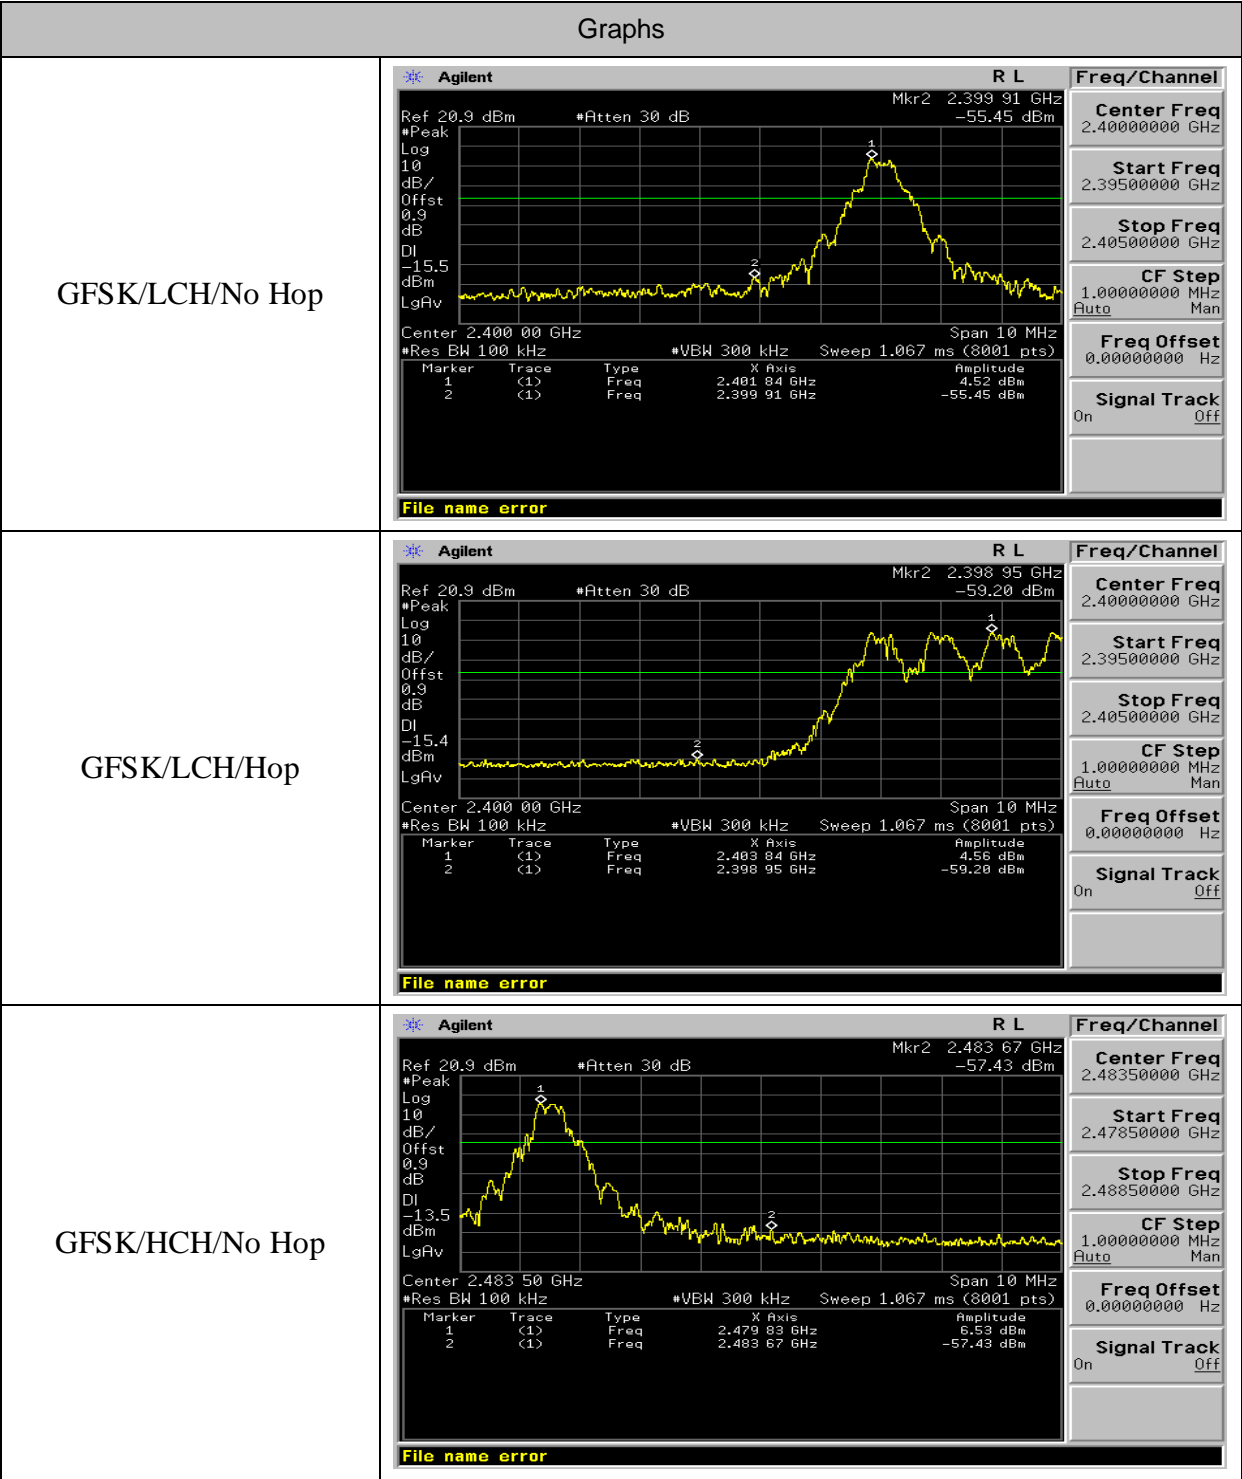 Graphs
GFSK/LCH/No Hop
Agilent R L Freq/Channel
Mkr2 2.399 91 GHz
Ref 20.9 dBm #Atten 30 dB -55.45 dBm
#Peak
Log
10
dB/
Offst
0.9
dB
DI
-15.5
dBm
LgAv
1
2
Center 2.400 00 GHz Span 10 MHz
#Res BW 100 kHz #VBW 300 kHz Sweep 1.067 ms (8001 pts)
Marker Trace Type X Axis Amplitude
1 (1) Freq 2.401 84 GHz 4.52 dBm
2 (1) Freq 2.399 91 GHz -55.45 dBm
File name error
Center Freq
2.40000000 GHz
Start Freq
2.39500000 GHz
Stop Freq
2.40500000 GHz
CF Step
1.00000000 MHz
Auto Man
Freq Offset
0.00000000 Hz
Signal Track
On Off
GFSK/LCH/Hop
Agilent R L Freq/Channel
Mkr2 2.398 95 GHz
Ref 20.9 dBm #Atten 30 dB -59.20 dBm
#Peak
Log
10
dB/
Offst
0.9
dB
DI
-15.4
dBm
LgAv
1
2
Center 2.400 00 GHz Span 10 MHz
#Res BW 100 kHz #VBW 300 kHz Sweep 1.067 ms (8001 pts)
Marker Trace Type X Axis Amplitude
1 (1) Freq 2.403 84 GHz 4.56 dBm
2 (1) Freq 2.398 95 GHz -59.20 dBm
File name error
Center Freq
2.40000000 GHz
Start Freq
2.39500000 GHz
Stop Freq
2.40500000 GHz
CF Step
1.00000000 MHz
Auto Man
Freq Offset
0.00000000 Hz
Signal Track
On Off
GFSK/HCH/No Hop
Agilent R L Freq/Channel
Mkr2 2.483 67 GHz
Ref 20.9 dBm #Atten 30 dB -57.43 dBm
#Peak
Log
10
dB/
Offst
0.9
dB
DI
-13.5
dBm
LgAv
1
2
Center 2.483 50 GHz Span 10 MHz
#Res BW 100 kHz #VBW 300 kHz Sweep 1.067 ms (8001 pts)
Marker Trace Type X Axis Amplitude
1 (1) Freq 2.479 83 GHz 6.53 dBm
2 (1) Freq 2.483 67 GHz -57.43 dBm
File name error
Center Freq
2.48350000 GHz
Start Freq
2.47850000 GHz
Stop Freq
2.48850000 GHz
CF Step
1.00000000 MHz
Auto Man
Freq Offset
0.00000000 Hz
Signal Track
On Off